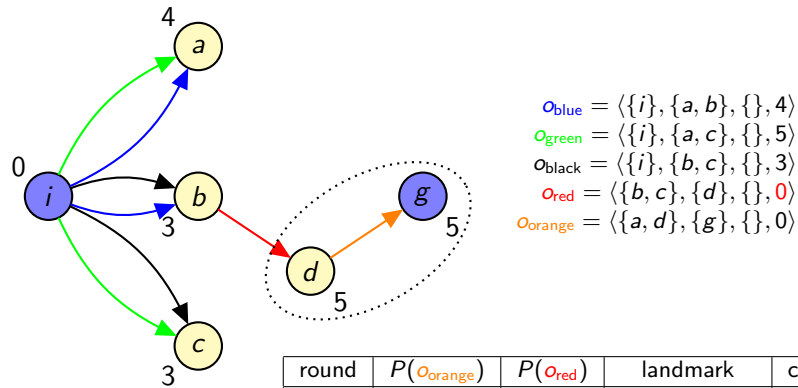 4
a
0
i
b
3
c
3
d
5
g
5
o_blue = ⟨{i}, {a, b}, {}, 4⟩
o_green = ⟨{i}, {a, c}, {}, 5⟩
o_black = ⟨{i}, {b, c}, {}, 3⟩
o_red = ⟨{b, c}, {d}, {}, 0⟩
o_orange = ⟨{a, d}, {g}, {}, 0⟩
round P(o_orange) P(o_red) landmark c